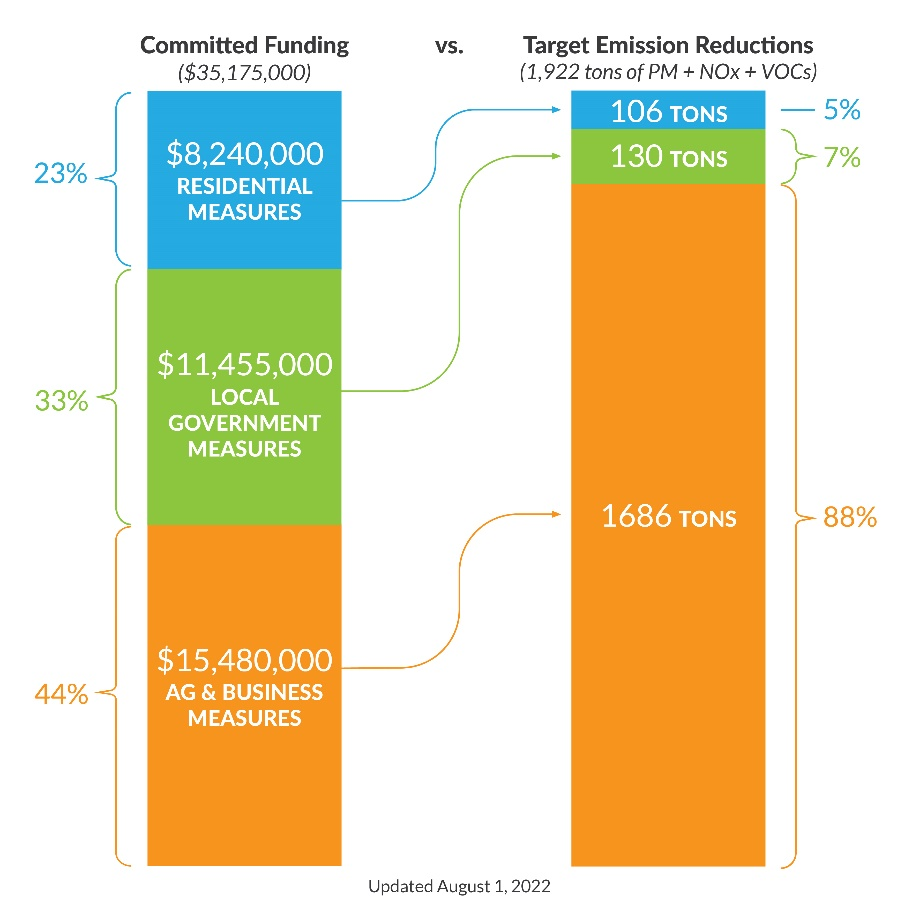 Committed Funding vs. Target Emission Reductions
($35,175,000) (1,922 tons of PM + NOx + VOCs)
23%
$8,240,000
RESIDENTIAL
MEASURES
33%
$11,455,000
LOCAL
GOVERNMENT
MEASURES
44%
$15,480,000
AG & BUSINESS
MEASURES
106 TONS
5%
130 TONS
7%
1686 TONS
88%
Updated August 1, 2022